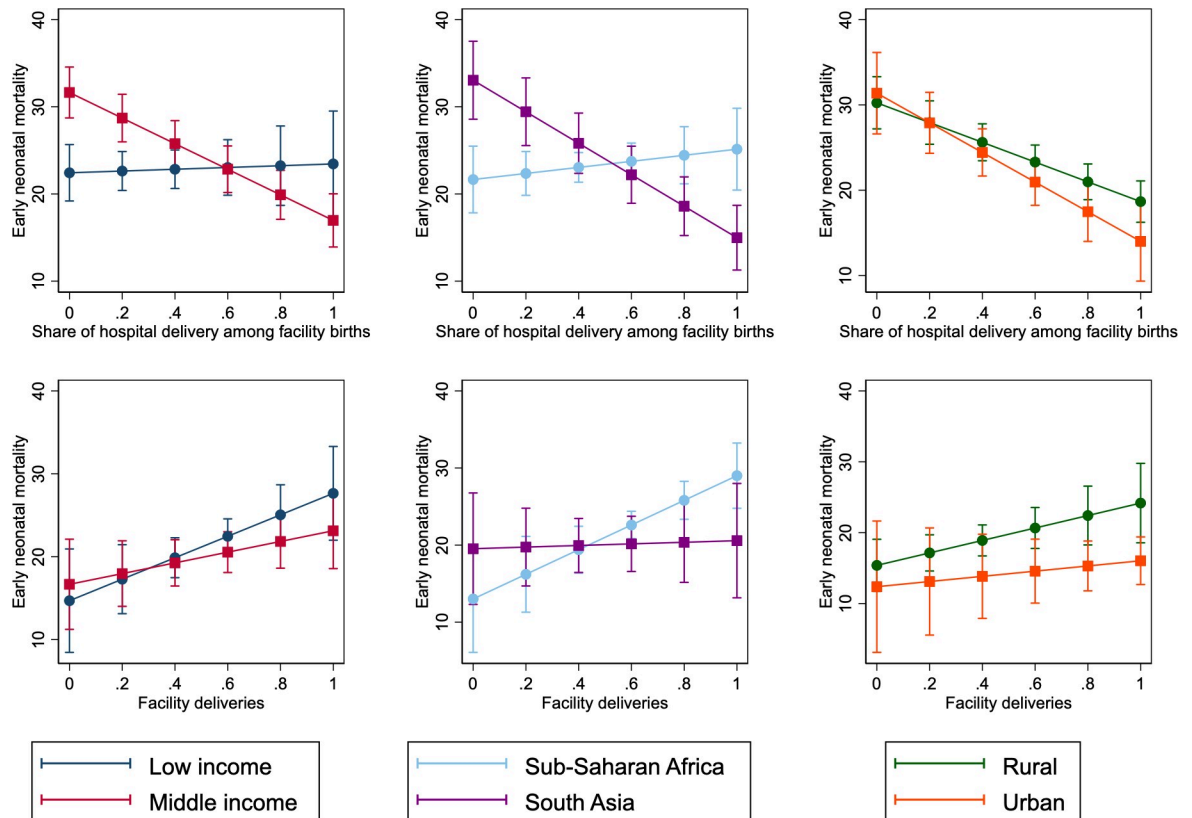 Early neonatal mortality
40
30
20
10
0 .2 .4 .6 .8 1
Share of hospital delivery among facility births
Early neonatal mortality
40
30
20
10
0 .2 .4 .6 .8 1
Share of hospital delivery among facility births
Early neonatal mortality
40
30
20
10
0 .2 .4 .6 .8 1
Share of hospital delivery among facility births
Early neonatal mortality
40
30
20
10
0 .2 .4 .6 .8 1
Facility deliveries
Early neonatal mortality
40
30
20
10
0 .2 .4 .6 .8 1
Facility deliveries
Early neonatal mortality
40
30
20
10
0 .2 .4 .6 .8 1
Facility deliveries
Low income
Middle income
Sub-Saharan Africa
South Asia
Rural
Urban